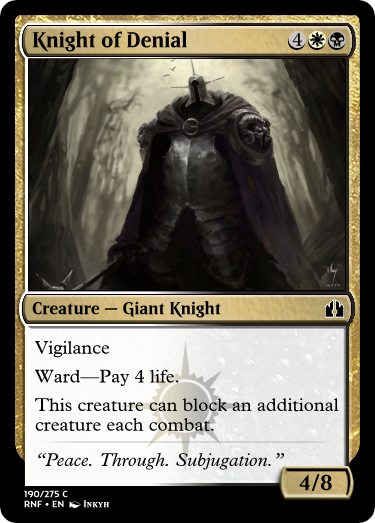 Knight of Denial 4
Creature — Giant Knight
Vigilance
Ward—Pay 4 life.
This creature can block an additional
creature each combat.
“Peace. Through. Subjugation.”
4/8
190/275 C
RNF • EN Inkyh